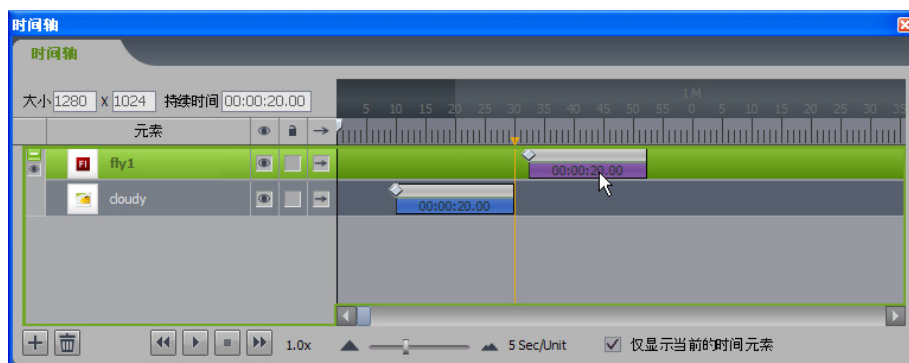 时间轴
时间轴
大小 1280 x 1024 持续时间 00:00:20.00
1 M
5 10 15 20 25 30 35 40 45 50 55 0 5 10 15 20 25 30 35
元素
fly1 00:00:20.00
cloudy 00:00:20.00
1.0x 5 Sec/Unit 仅显示当前的时间元素